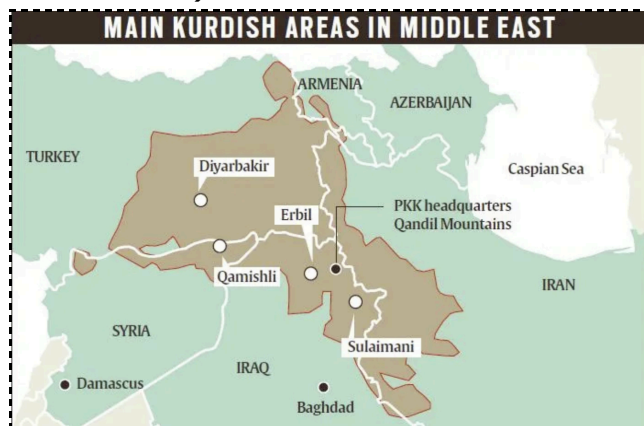 MAIN KURDISH AREAS IN MIDDLE EAST
ARMENIA
AZERBAIJAN
TURKEY
Diyarbakir
Caspian Sea
Erbil
PKK headquarters
Qandil Mountains
Qamishli
IRAN
SYRIA
Sulaimani
IRAQ
Damascus
Baghdad